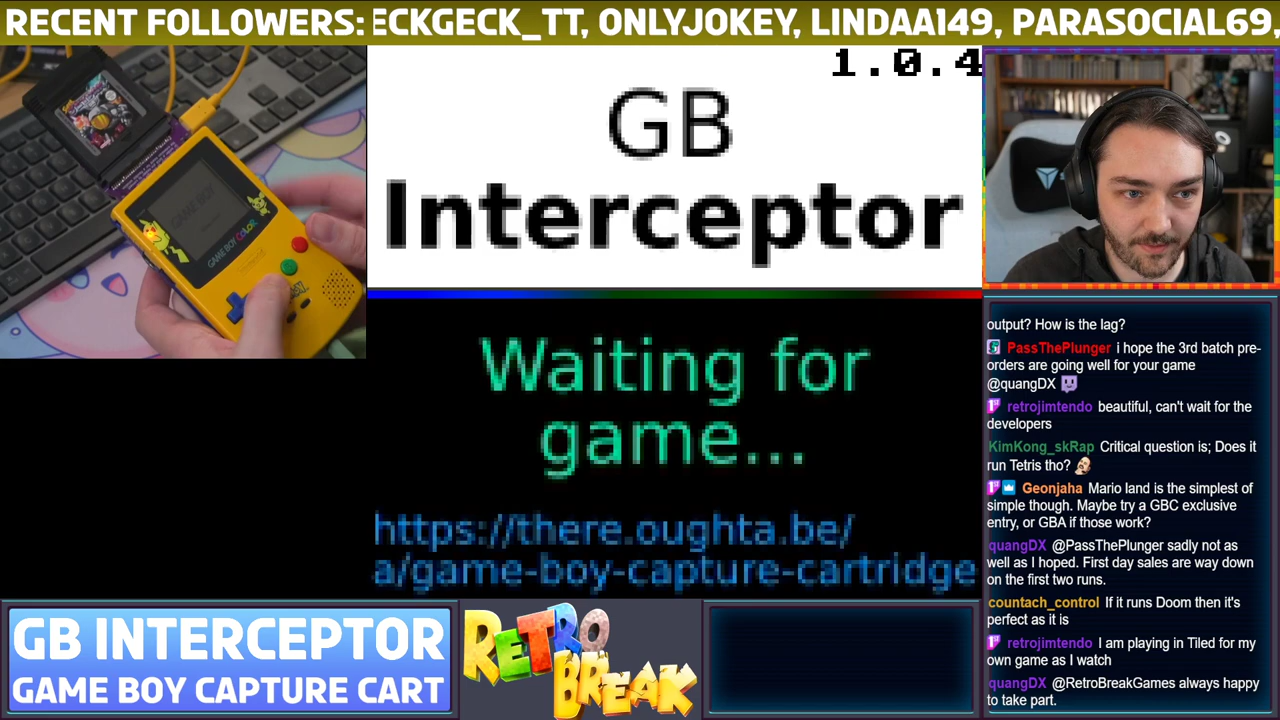 RECENT FOLLOWERS: ECKGECK_TT, ONLYJOKEY, LINDAA149, PARASOCIAL69,
1.0.4
GB
Interceptor
Waiting for
game...
https://there.oughta.be/
a/game-boy-capture-cartridge
GAME BOY
GAME BOY COLOR
output? How is the lag?
PassThePlunger i hope the 3rd batch pre-
orders are going well for your game
@quangDX
retrojimtendo beautiful, can't wait for the
developers
KimKong_skRap Critical question is; Does it
run Tetris tho?
Geonjaha Mario land is the simplest of
simple though. Maybe try a GBC exclusive
entry, or GBA if those work?
quangDX @PassThePlunger sadly not as
well as I hoped. First day sales are way down
on the first two runs.
countach_control If it runs Doom then it's
perfect as it is
retrojimtendo I am playing in Tiled for my
own game as I watch
quangDX @RetroBreakGames always happy
to take part.
GB INTERCEPTOR
GAME BOY CAPTURE CART
RETRO
BREAK